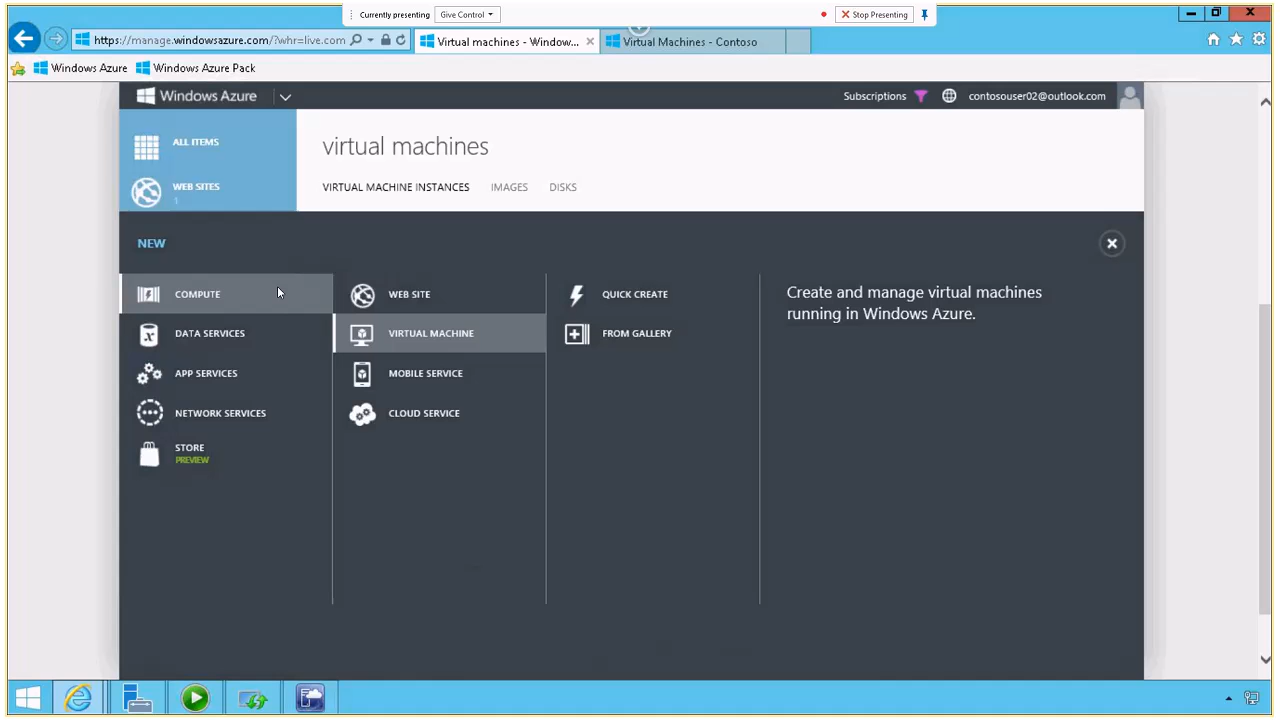 Currently presenting
Give Control
Stop Presenting
https://manage.windowsazure.com/?whr=live.com
Virtual machines - Window...
Virtual Machines - Contoso
Windows Azure
Windows Azure Pack
Windows Azure
Subscriptions
contosouser02@outlook.com
ALL ITEMS
WEB SITES
1
virtual machines
VIRTUAL MACHINE INSTANCES
IMAGES
DISKS
NEW
COMPUTE
DATA SERVICES
APP SERVICES
NETWORK SERVICES
STORE
PREVIEW
WEB SITE
VIRTUAL MACHINE
MOBILE SERVICE
CLOUD SERVICE
QUICK CREATE
FROM GALLERY
Create and manage virtual machines
running in Windows Azure.